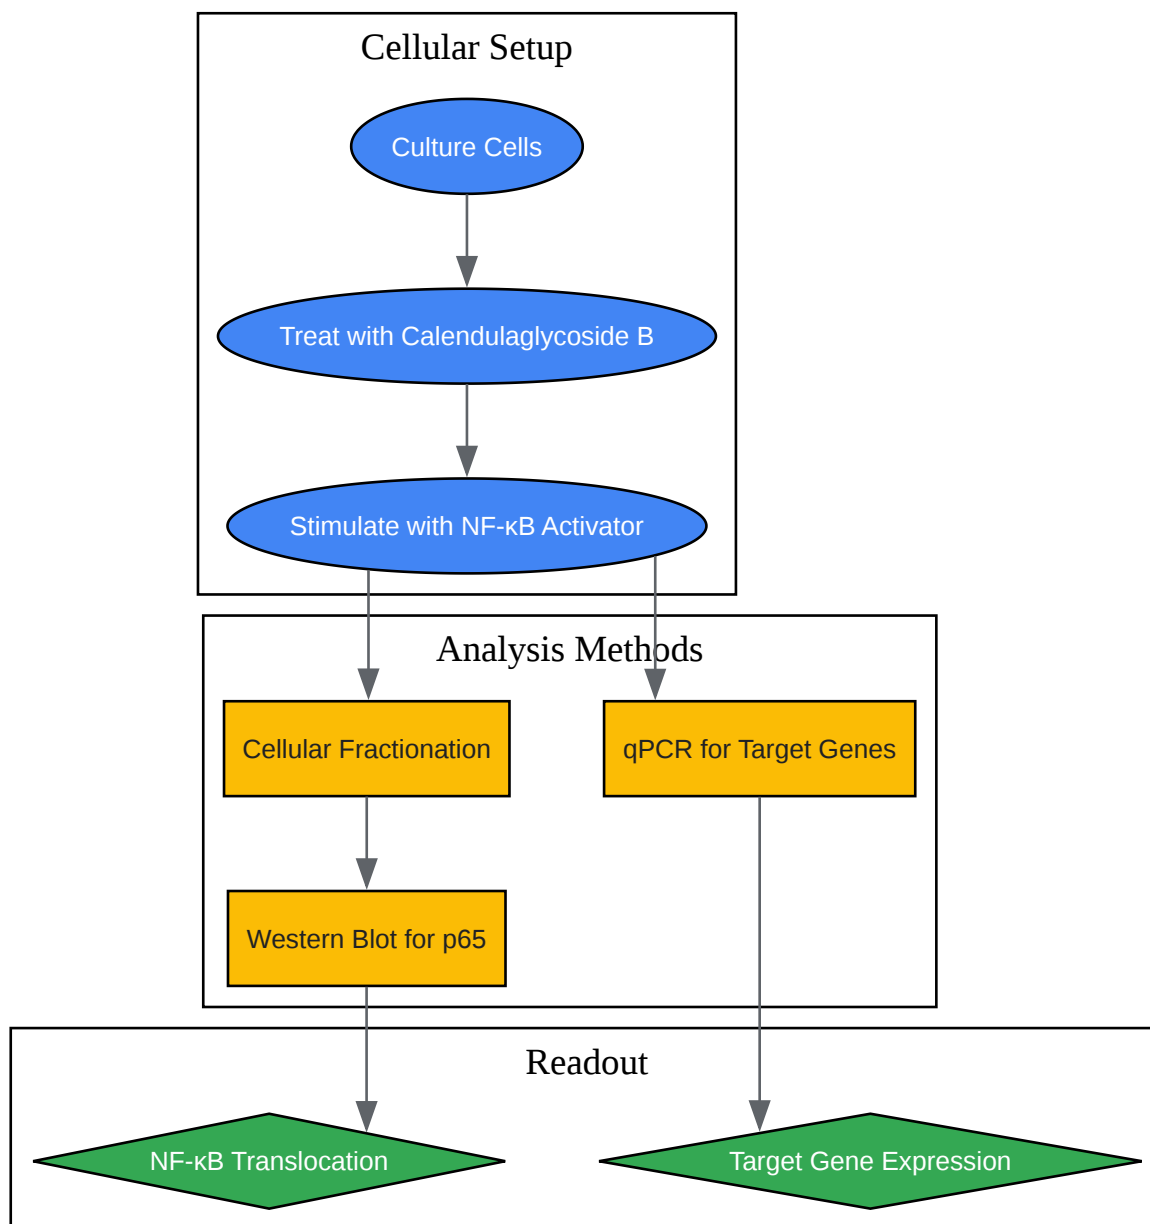 Cellular Setup
Culture Cells
Treat with Calendulaglycoside B
Stimulate with NF-κB Activator
Analysis Methods
Cellular Fractionation
qPCR for Target Genes
Western Blot for p65
Readout
NF-κB Translocation
Target Gene Expression